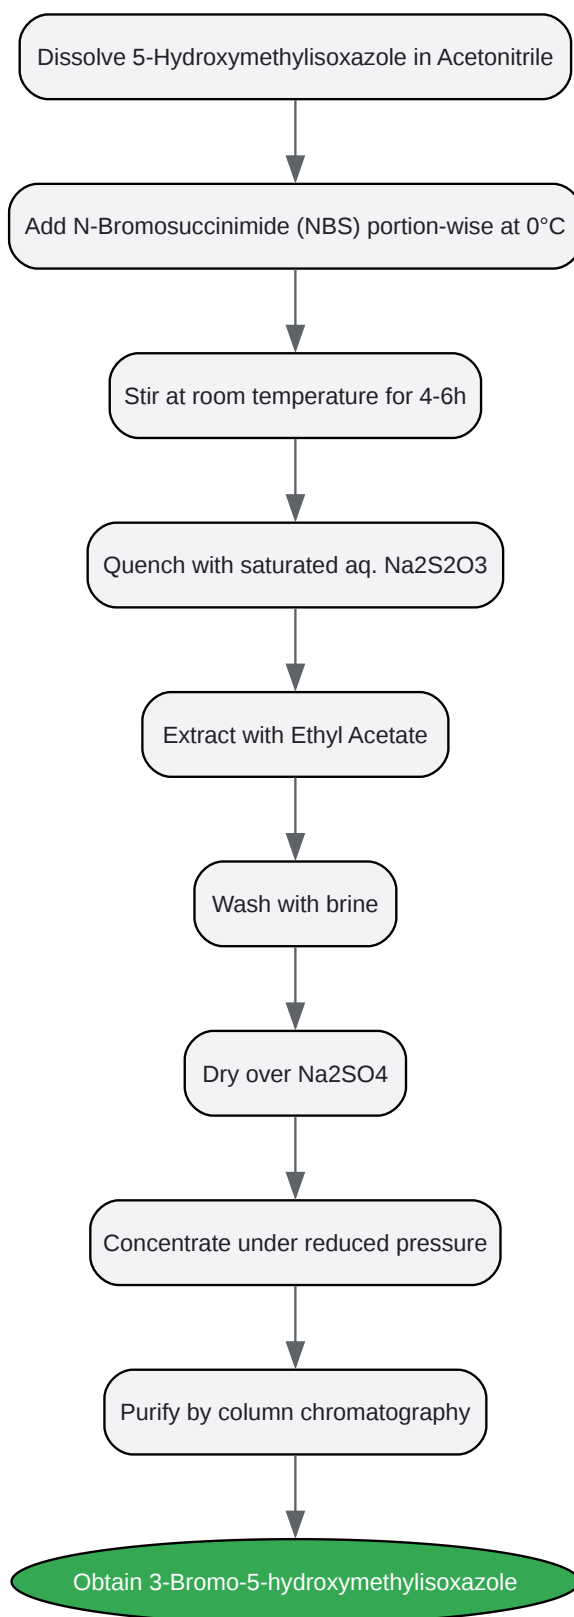 Dissolve 5-Hydroxymethylisoxazole in Acetonitrile
Add N-Bromosuccinimide (NBS) portion-wise at 0°C
Stir at room temperature for 4-6h
Quench with saturated aq. Na2S2O3
Extract with Ethyl Acetate
Wash with brine
Dry over Na2SO4
Concentrate under reduced pressure
Purify by column chromatography
Obtain 3-Bromo-5-hydroxymethylisoxazole